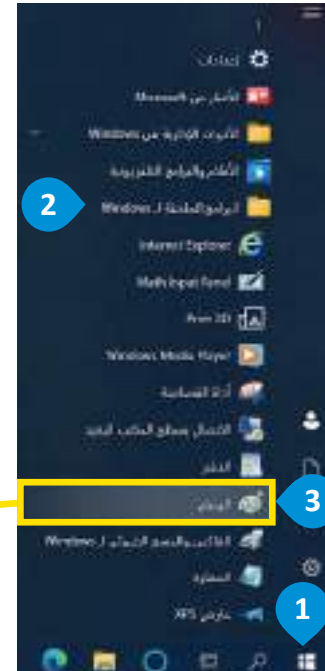 إعدادات
الأخبار من Microsoft
الأدوات الإدارية من Windows
الأفلام والبرامج التلفزيونية
2
البرامج الملحقة لـ Windows
Internet Explorer
Math Input Panel
Print 3D
Windows Media Player
أداة القصاصة
الاتصال بسطح المكتب البعيد
الدفتر
الرسام
3
الفاكس والمسح الضوئي لـ Windows
المفكرة
1
عارض XPS